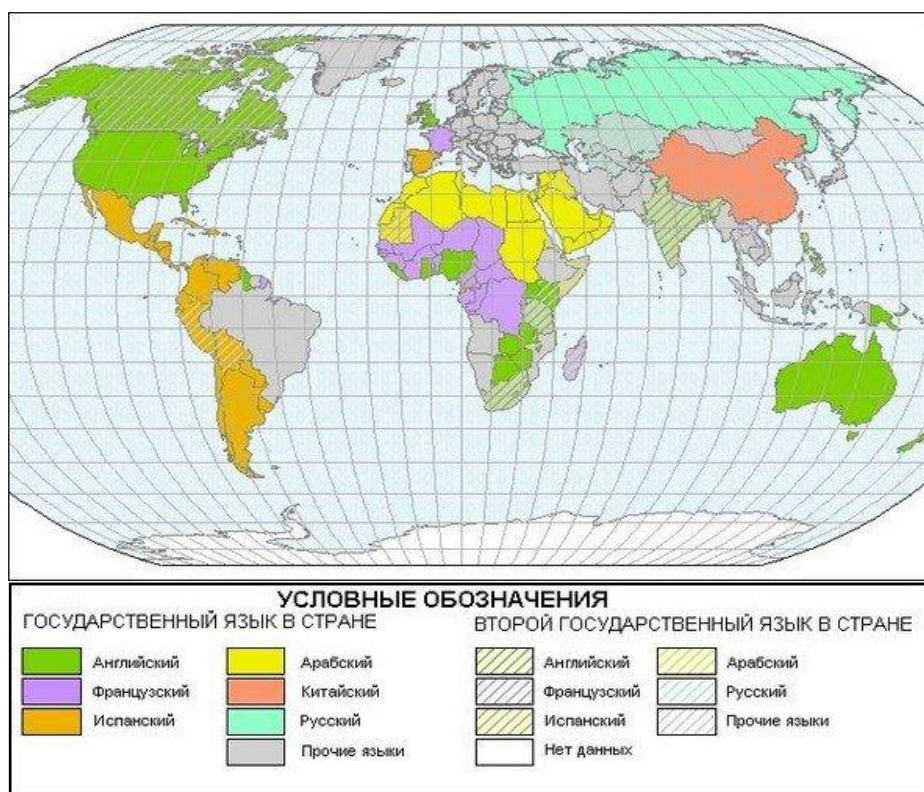 УСЛОВНЫЕ ОБОЗНАЧЕНИЯ
ГОСУДАРСТВЕННЫЙ ЯЗЫК В СТРАНЕ
Английский
Французский
Испанский
Арабский
Китайский
Русский
Прочие языки
ВТОРОЙ ГОСУДАРСТВЕННЫЙ ЯЗЫК В СТРАНЕ
Английский
Французский
Испанский
Нет данных
Арабский
Русский
Прочие языки